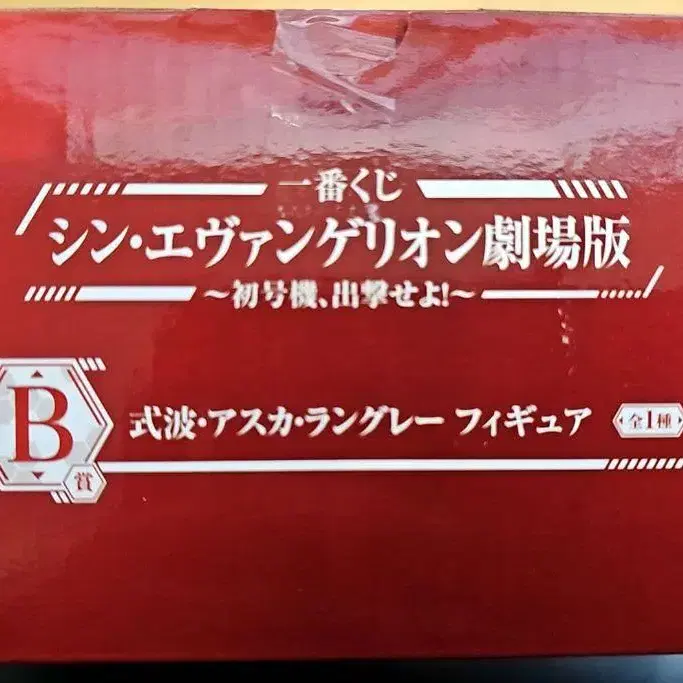 一番くじ
シン・エヴァンゲリオン劇場版
〜初号機、出撃せよ!〜
B賞
式波・アスカ・ラングレー フィギュア
全1種